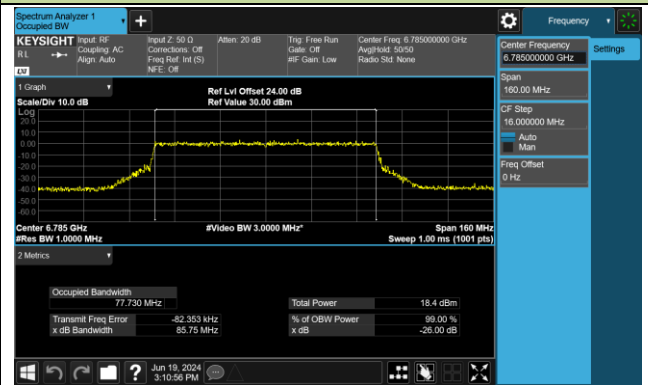 Spectrum Analyzer 1
Occupied BW
Frequency
KEYSIGHT
RL
Input: RF
Coupling: AC
Align: Auto
Input Z: 50 Ω
Corrections: Off
Freq Ref: Int (S)
NFE: Off
Atten: 20 dB
Trig: Free Run
Gate: Off
#IF Gain: Low
Center Freq: 6.785000000 GHz
Avg|Hold: 50/50
Radio Std: None
1 Graph
Scale/Div 10.0 dB
Ref Lvl Offset 24.00 dB
Ref Value 30.00 dBm
Log
20.0
10.0
0.00
-10.0
-20.0
-30.0
-40.0
-50.0
-60.0
Center 6.785 GHz
#Res BW 1.0000 MHz
#Video BW 3.0000 MHz*
Span 160 MHz
Sweep 1.00 ms (1001 pts)
2 Metrics
Occupied Bandwidth
77.730 MHz
Transmit Freq Error -82.353 kHz
x dB Bandwidth 85.75 MHz
Total Power 18.4 dBm
% of OBW Power 99.00 %
x dB -26.00 dB
Center Frequency
6.785000000 GHz
Settings
Span
160.00 MHz
CF Step
16.000000 MHz
Auto
Man
Freq Offset
0 Hz
Jun 19, 2024
3:10:56 PM